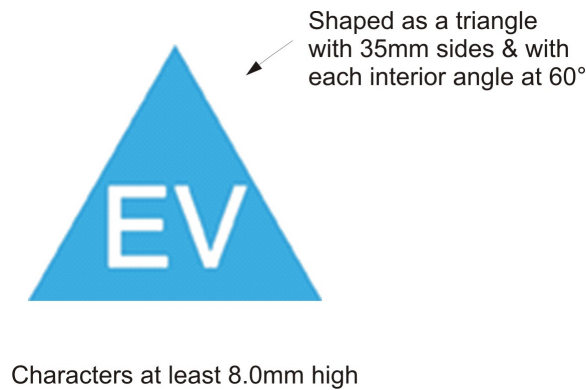 Shaped as a triangle
with 35mm sides & with
each interior angle at 60°
EV
Characters at least 8.0mm high